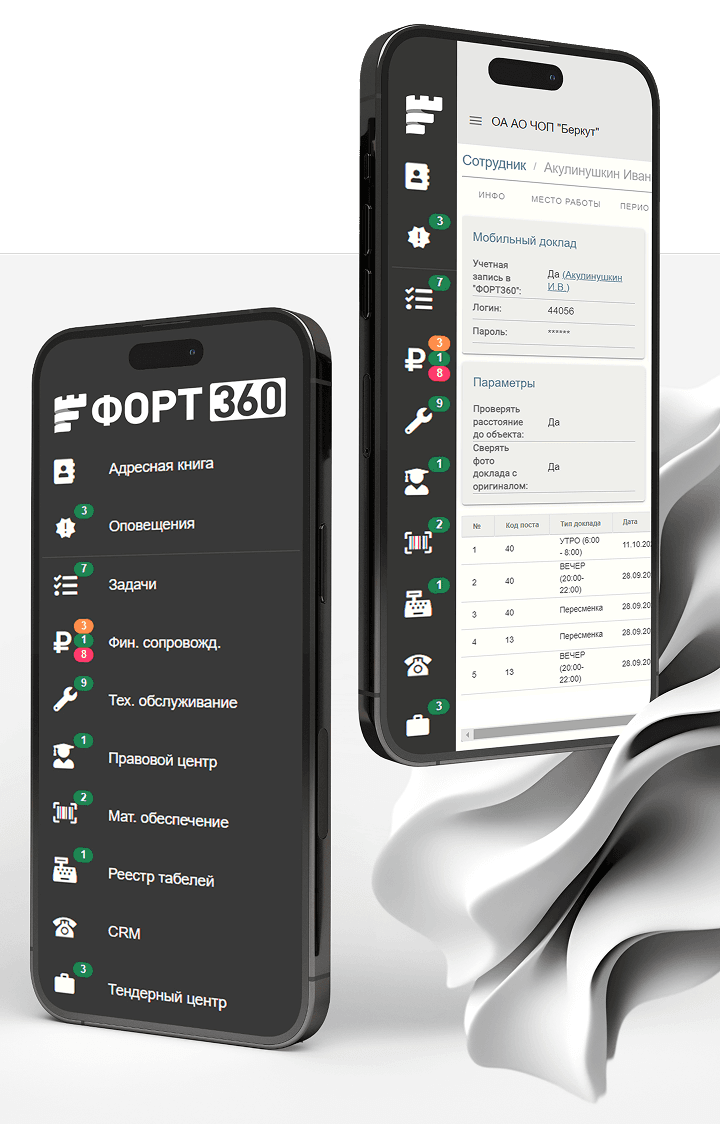 ФОРТ 360
Адресная книга
3
Оповещения
7
Задачи
3
1
8
Фин. сопровожд.
9
Тех. обслуживание
1
Правовой центр
2
Мат. обеспечение
1
Реестр табелей
CRM
3
Тендерный центр
ОА АО ЧОП "Беркут"
Сотрудник / Акулинушкин Иван
ИНФО МЕСТО РАБОТЫ ПЕРИО
3
7
3
1
8
9
1
2
1
3
Мобильный доклад
Учетная
запись в
"ФОРТ360":
Да (Акулинушкин
И.В.)
Логин: 44056
Пароль: ******
Параметры
Проверять
расстояние
до объекта:
Да
Сверять
фото
доклада с
оригиналом:
Да
№ Код поста Тип доклада Дата
1 40 УТРО (6:00
- 8:00) 11.10.20
2 40 ВЕЧЕР
(20:00-
22:00) 28.09.20
3 40 Пересменка 28.09.20
4 13 Пересменка 28.09.20
5 13 ВЕЧЕР
(20:00-
22:00) 28.09.20